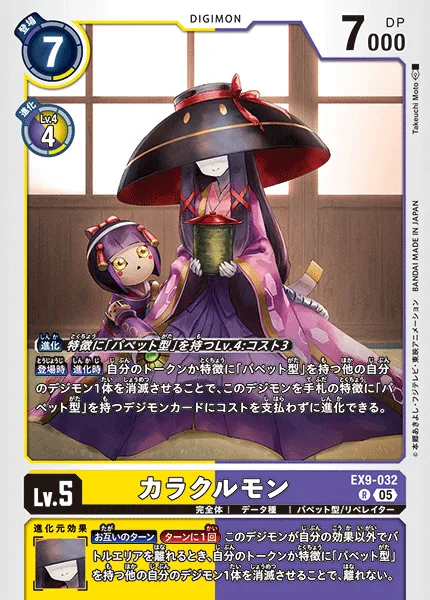 登場
7
DIGIMON
7000
DP
進化
Lv.4
4
Takeuchi Moto
©本郷あきよし・フジテレビ・東映アニメーション BANDAI MADE IN JAPAN
進化 特徴に「パペット型」を持つLv.4:コスト3
登場時 進化時 自分のトークンか特徴に「パペット型」を持つ他の自分
のデジモン1体を消滅させることで、このデジモンを手札の特徴に「パ
ペット型」を持つデジモンカードにコストを支払わずに進化できる。
Lv.5
カラクルモン
EX9-032
R 05
完全体 | データ種 | パペット型/リベレイター
進化元効果
お互いのターン ターンに1回 このデジモンが自分の効果以外でバ
トルエリアを離れるとき、自分のトークンか特徴に「パペット型」
を持つ他の自分のデジモン1体を消滅させることで、離れない。